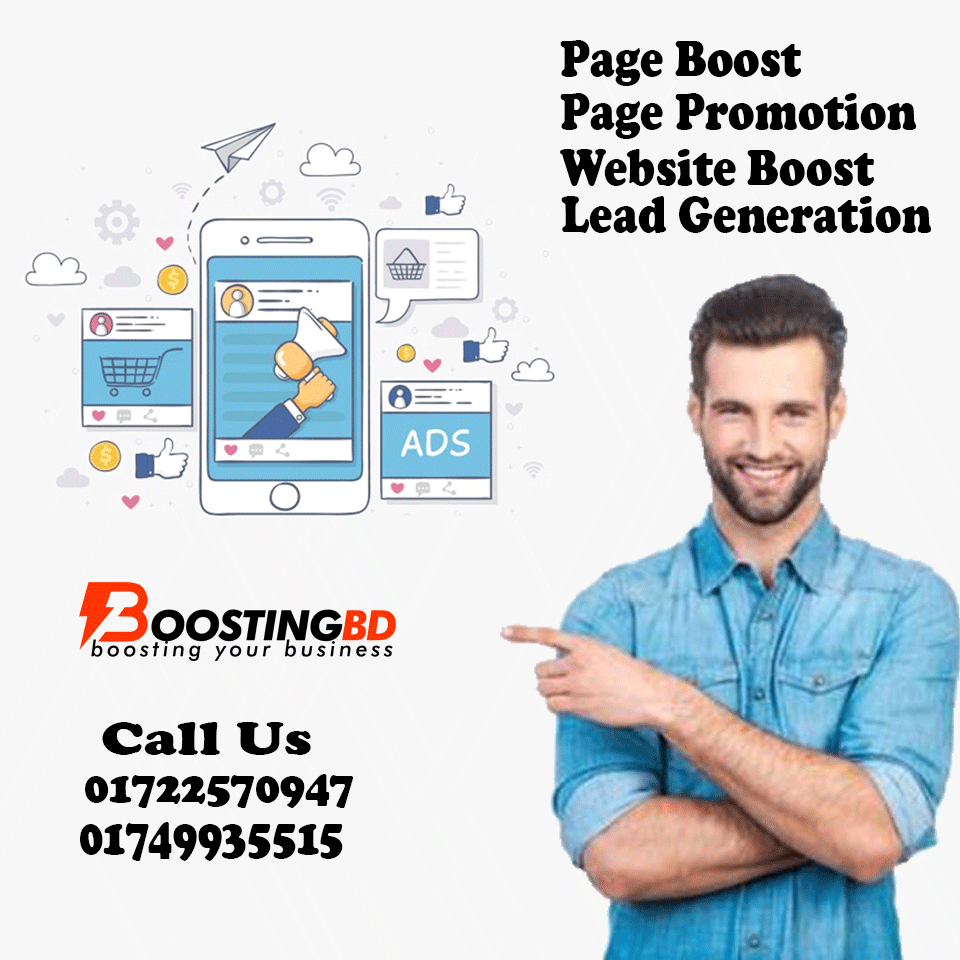 Page Boost
Page Promotion
Website Boost
Lead Generation
ADS
BOOSTINGBD
boosting your business
Call Us
01722570947
01749935515